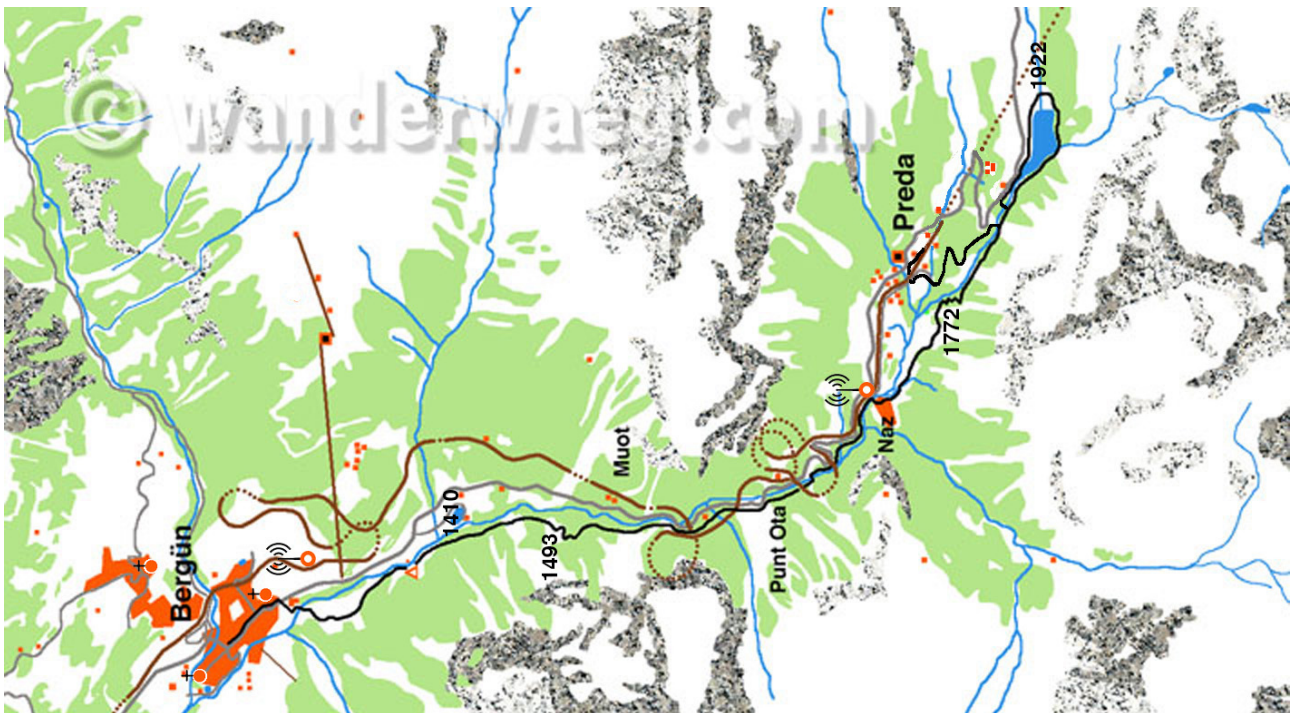 © wanderwaeg.com
1922
Preda
1772
Naz
Muot
Punt Ota
1410
1493
Bergün